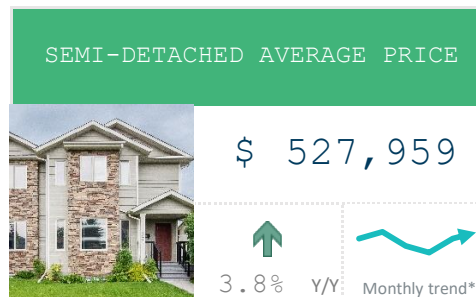 SEMI-DETACHED AVERAGE PRICE
$ 527,959
3.8% Y/Y
Monthly trend*